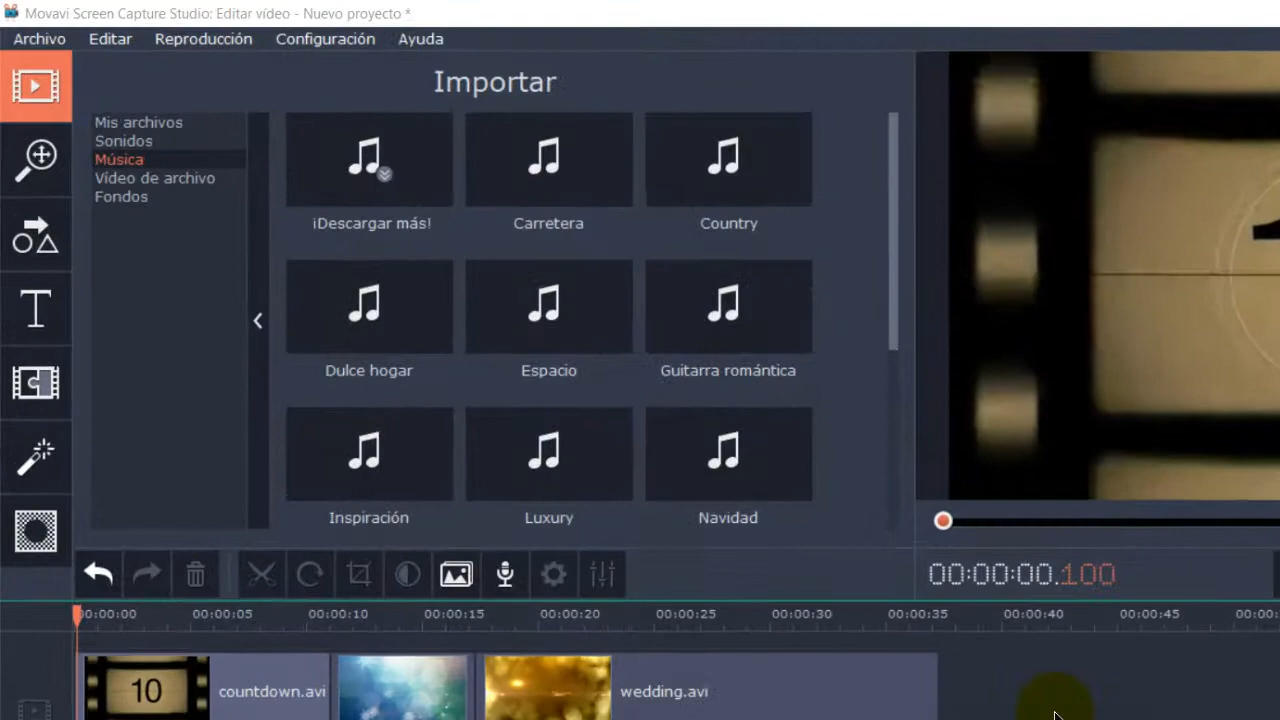 Movavi Screen Capture Studio: Editar vídeo - Nuevo proyecto *
Archivo Editar Reproducción Configuración Ayuda
Importar
Mis archivos
Sonidos
Música
Vídeo de archivo
Fondos
¡Descargar más! Carretera Country
Dulce hogar Espacio Guitarra romántica
Inspiración Luxury Navidad
00:00:00.100
00:00:00 00:00:05 00:00:10 00:00:15 00:00:20 00:00:25 00:00:30 00:00:35 00:00:40 00:00:45 00:00:
10 countdown.avi wedding.avi